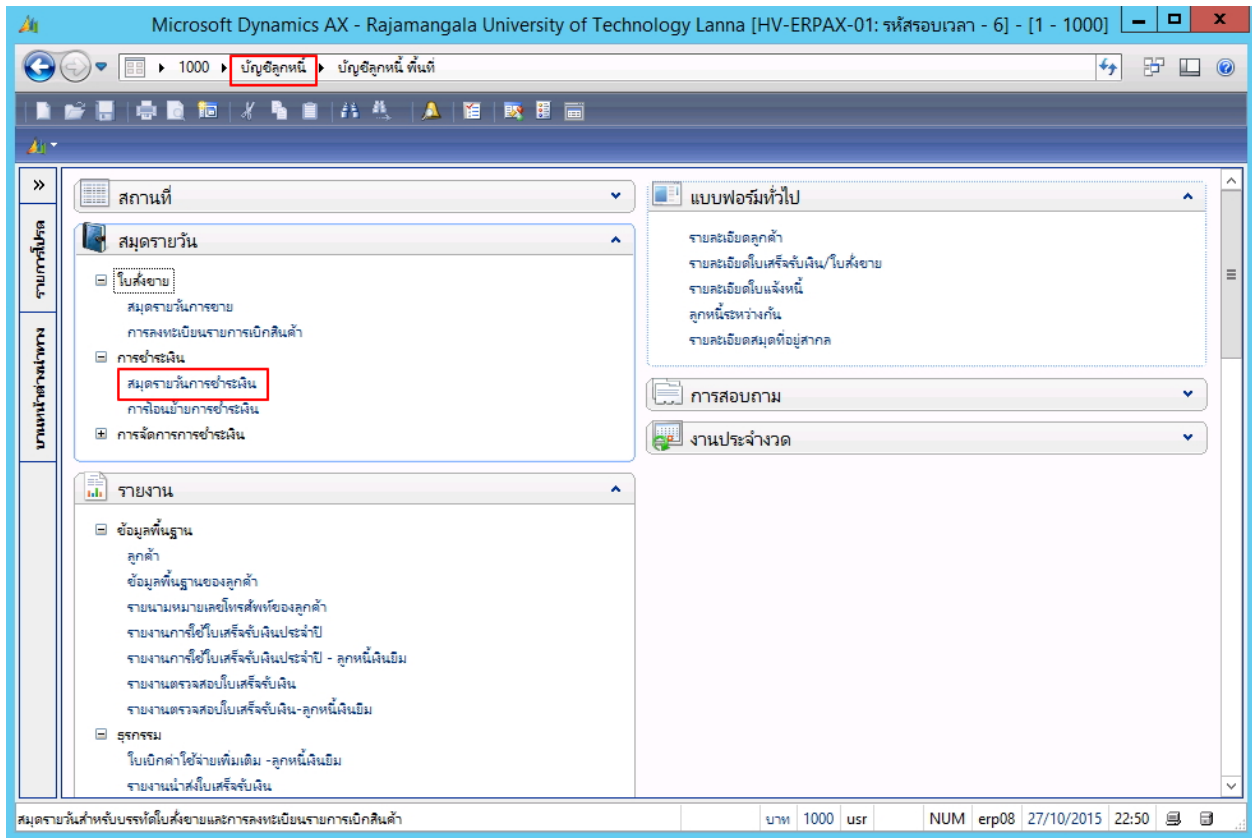 Microsoft Dynamics AX - Rajamangala University of Technology Lanna [HV-ERPAX-01: รหัสรอบเวลา - 6] - [1 - 1000]
1000 บัญชีลูกหนี้ บัญชีลูกหนี้ พื้นที่
รายการโปรด
บานหน้าต่างนำทาง
สถานที่
สมุดรายวัน
ใบสั่งขาย
สมุดรายวันการขาย
การลงทะเบียนรายการเบิกสินค้า
การชำระเงิน
สมุดรายวันการชำระเงิน
การโอนย้ายการชำระเงิน
การจัดการการชำระเงิน
รายงาน
ข้อมูลพื้นฐาน
ลูกค้า
ข้อมูลพื้นฐานของลูกค้า
รายนามหมายเลขโทรศัพท์ของลูกค้า
รายงานการใช้ใบเสร็จรับเงินประจำปี
รายงานการใช้ใบเสร็จรับเงินประจำปี - ลูกหนี้เงินยืม
รายงานตรวจสอบใบเสร็จรับเงิน
รายงานตรวจสอบใบเสร็จรับเงิน-ลูกหนี้เงินยืม
ธุรกรรม
ใบเบิกค่าใช้จ่ายเพิ่มเติม -ลูกหนี้เงินยืม
รายงานนำส่งใบเสร็จรับเงิน
แบบฟอร์มทั่วไป
รายละเอียดลูกค้า
รายละเอียดใบเสร็จรับเงิน/ใบสั่งขาย
รายละเอียดใบแจ้งหนี้
ลูกหนี้ระหว่างกัน
รายละเอียดสมุดที่อยู่สากล
การสอบถาม
งานประจำงวด
สมุดรายวันสำหรับบรรทัดใบสั่งขายและการลงทะเบียนรายการเบิกสินค้า
บาท 1000 usr NUM erp08 27/10/2015 22:50